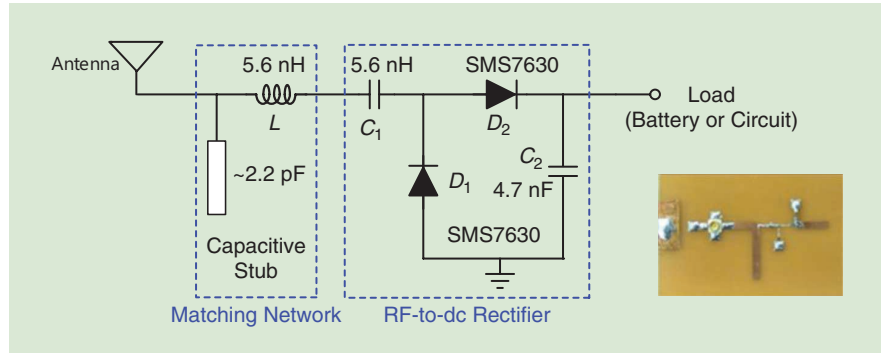 Antenna
5.6 nH
L
~2.2 pF
Capacitive
Stub
Matching Network
5.6 nH
C1
SMS7630
D2
D1
C2
4.7 nF
SMS7630
RF-to-dc Rectifier
Load
(Battery or Circuit)